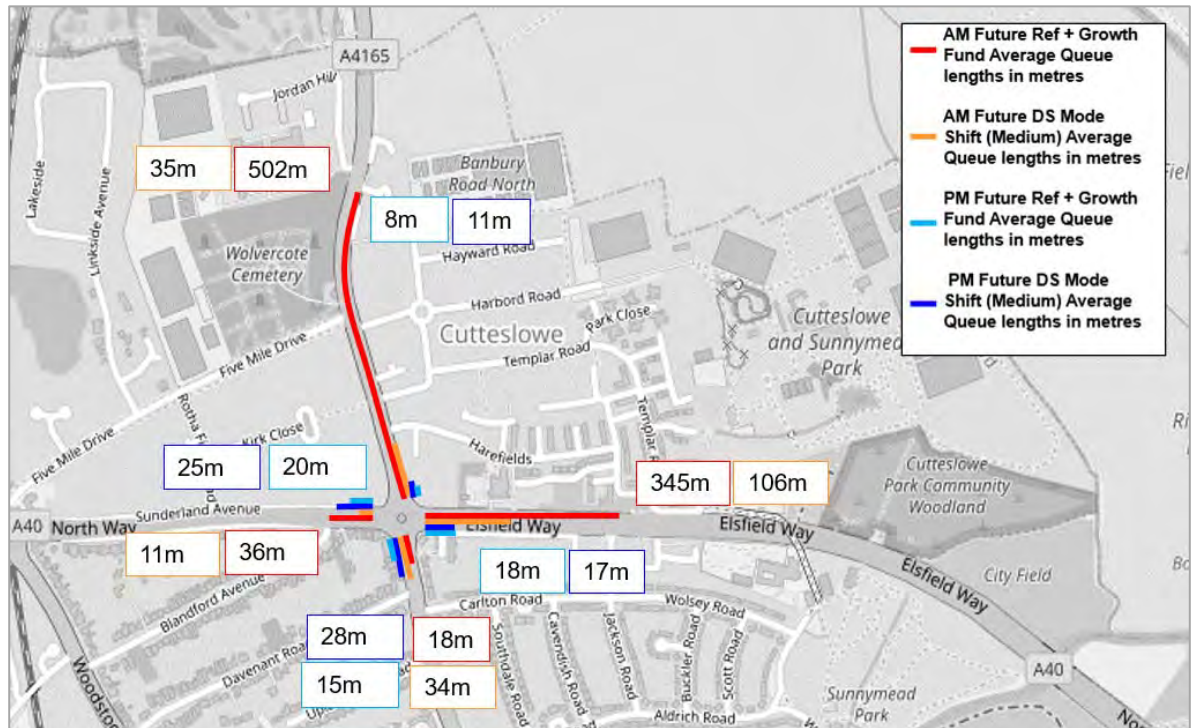 A4165
Jordan Hill
Lakeside
Linkside Avenue
35m
502m
Banbury
Road North
8m
11m
Wolvercote
Cemetery
Hayward Road
Harbord Road
Cutteslowe
Park Close
Cutteslowe
and Sunnymead
Park
Five Mile Drive
Templar Road
Kirk Close
Five Mile Drive
Harefields
25m
20m
345m
106m
Cutteslowe
Park Community
Woodland
A40
North Way
Sunderland Avenue
Elsfield Way
Elsfield Way
11m
36m
18m
17m
Elsfield Way
City Field
Blandford Avenue
Carlton Road
Wolsey Road
28m
18m
Davenant Road
15m
34m
Southdale Road
Cavendish Road
Jackson Road
Buckler Road
Scott Road
A40
Aldrich Road
Sunnymead
Park
AM Future Ref + Growth
Fund Average Queue
lengths in metres
AM Future DS Mode
Shift (Medium) Average
Queue lengths in metres
PM Future Ref + Growth
Fund Average Queue
lengths in metres
PM Future DS Mode
Shift (Medium) Average
Queue lengths in metres